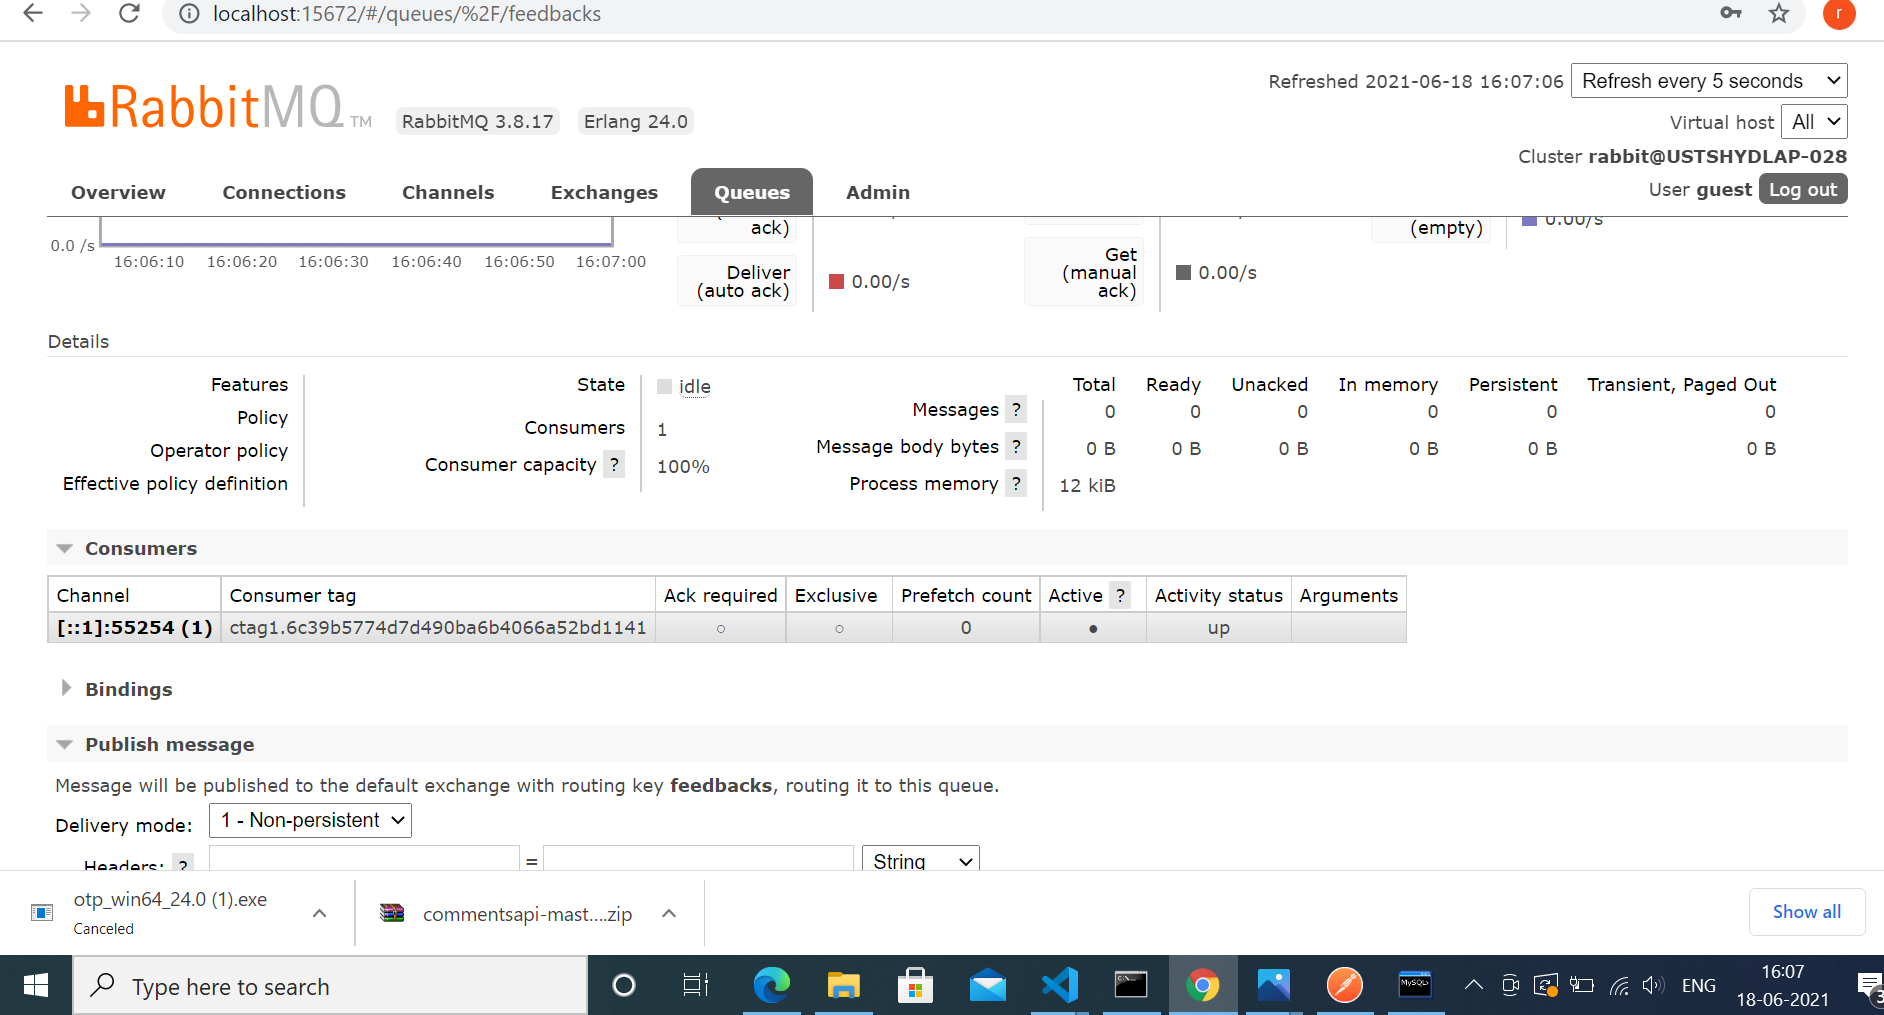 localhost:15672/#/queues/%2F/feedbacks
r
Refreshed 2021-06-18 16:07:06 Refresh every 5 seconds
RabbitMQ TM RabbitMQ 3.8.17 Erlang 24.0
Virtual host All
Cluster rabbit@USTSHYDLAP-028
User guest Log out
Overview Connections Channels Exchanges Queues Admin
ack)
(empty) 0.00/s
0.0 /s
16:06:10 16:06:20 16:06:30 16:06:40 16:06:50 16:07:00
Deliver
(auto ack)
0.00/s
Get
(manual
ack)
0.00/s
Details
Features
Policy
Operator policy
Effective policy definition
State idle
Consumers 1
Consumer capacity ? 100%
Total Ready Unacked In memory Persistent Transient, Paged Out
Messages ? 0 0 0 0 0 0
Message body bytes ? 0 B 0 B 0 B 0 B 0 B 0 B
Process memory ? 12 kiB
Consumers
Channel Consumer tag Ack required Exclusive Prefetch count Active ? Activity status Arguments
[::1]:55254 (1) ctag1.6c39b5774d7d490ba6b4066a52bd1141 ○ ○ 0 ● up
Bindings
Publish message
Message will be published to the default exchange with routing key feedbacks, routing it to this queue.
Delivery mode: 1 - Non-persistent
Headers: ? = String
otp_win64_24.0 (1).exe
Canceled
commentsapi-mast....zip
Show all
Type here to search
MySQL
ENG
16:07
18-06-2021
3